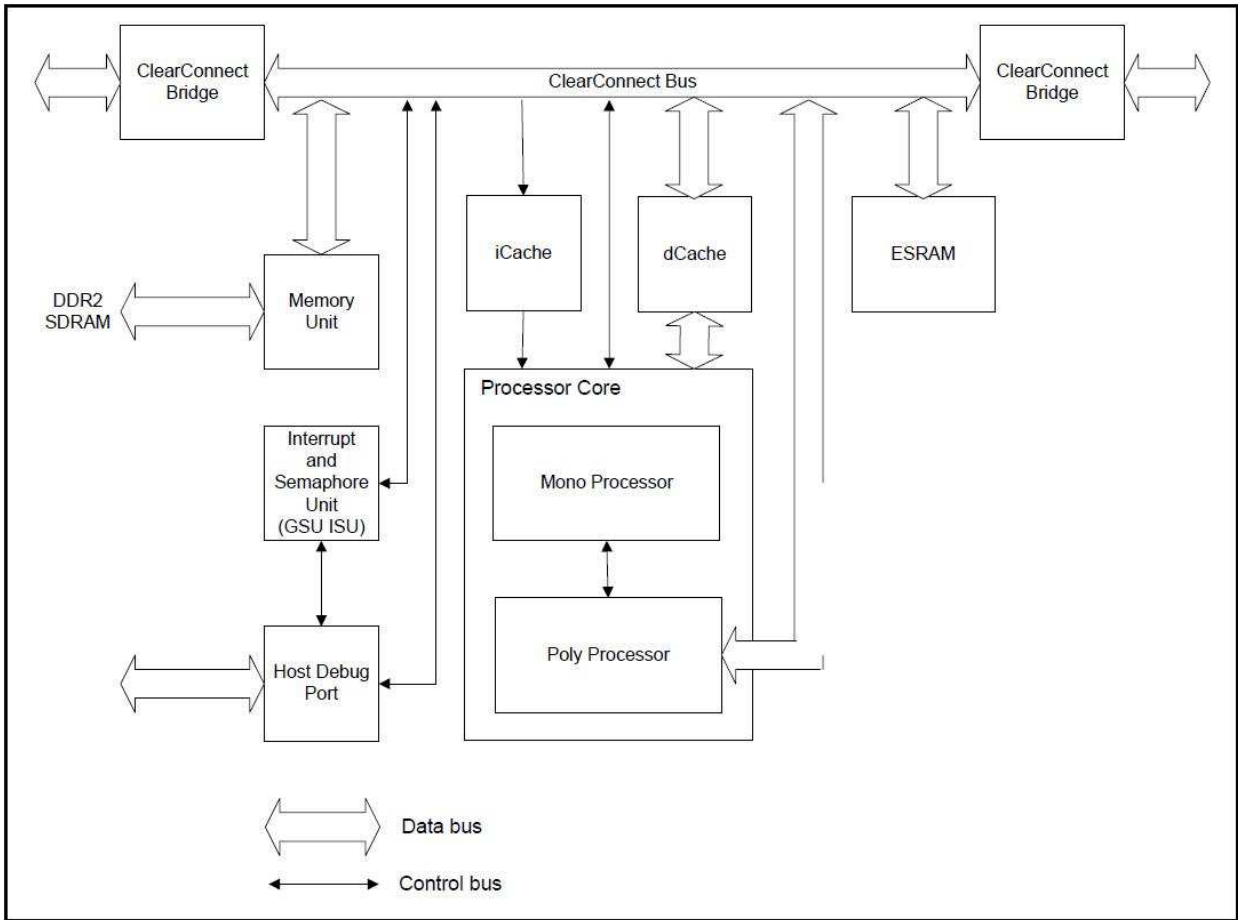 ClearConnect
Bridge
ClearConnect Bus
ClearConnect
Bridge
iCache
dCache
ESRAM
DDR2
SDRAM
Memory
Unit
Processor Core
Interrupt
and
Semaphore
Unit
(GSU ISU)
Mono Processor
Host Debug
Port
Poly Processor
Data bus
Control bus